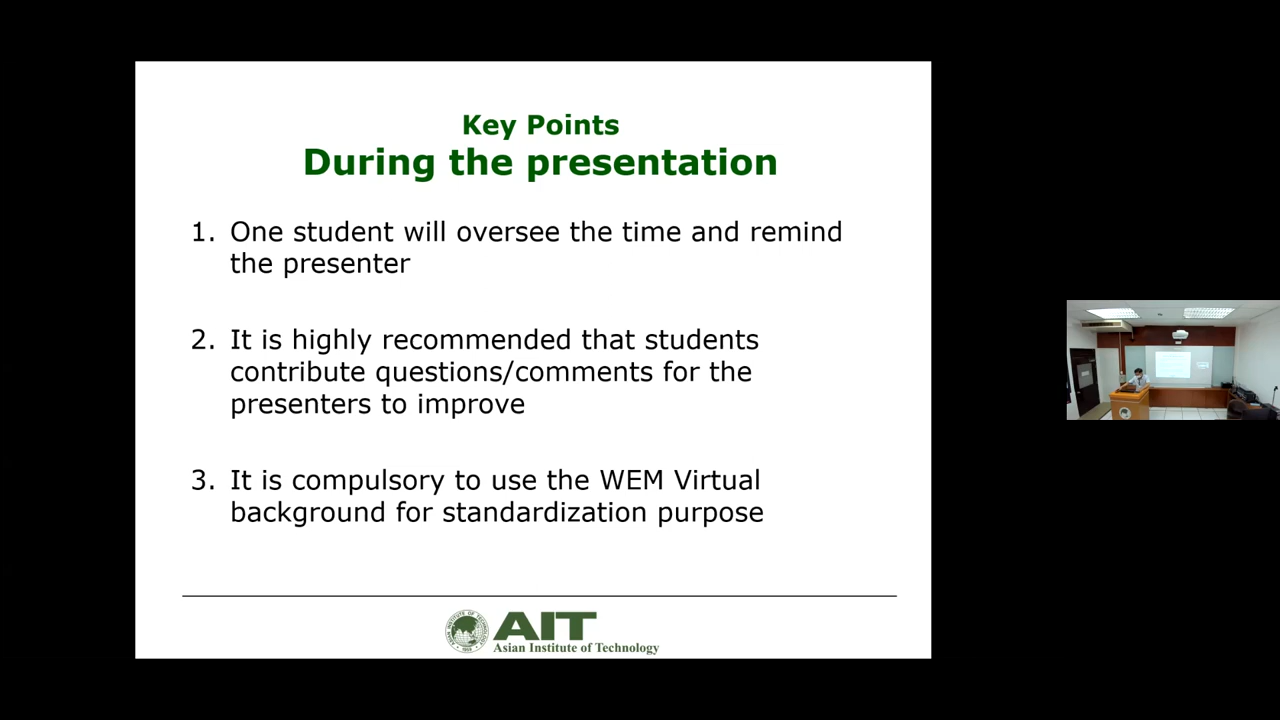 Key Points
During the presentation
1. One student will oversee the time and remind
the presenter
2. It is highly recommended that students
contribute questions/comments for the
presenters to improve
3. It is compulsory to use the WEM Virtual
background for standardization purpose
AIT
Asian Institute of Technology